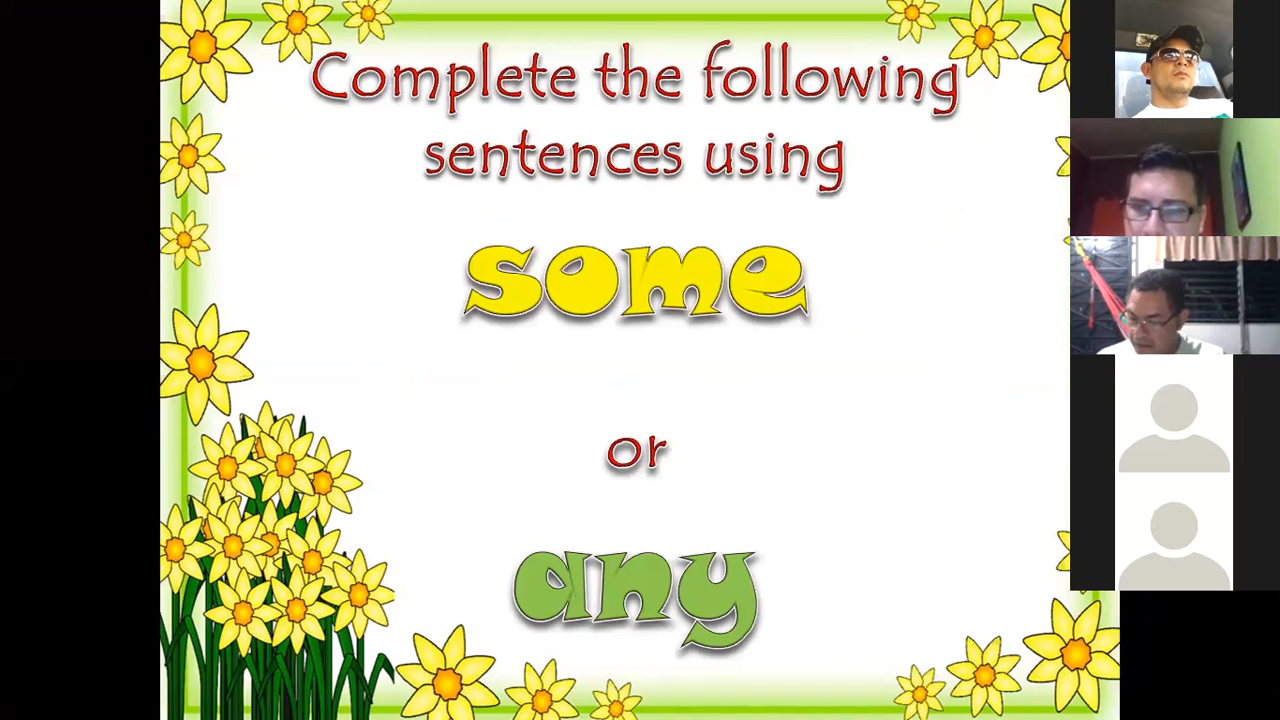 Complete the following
sentences using
some
or
any